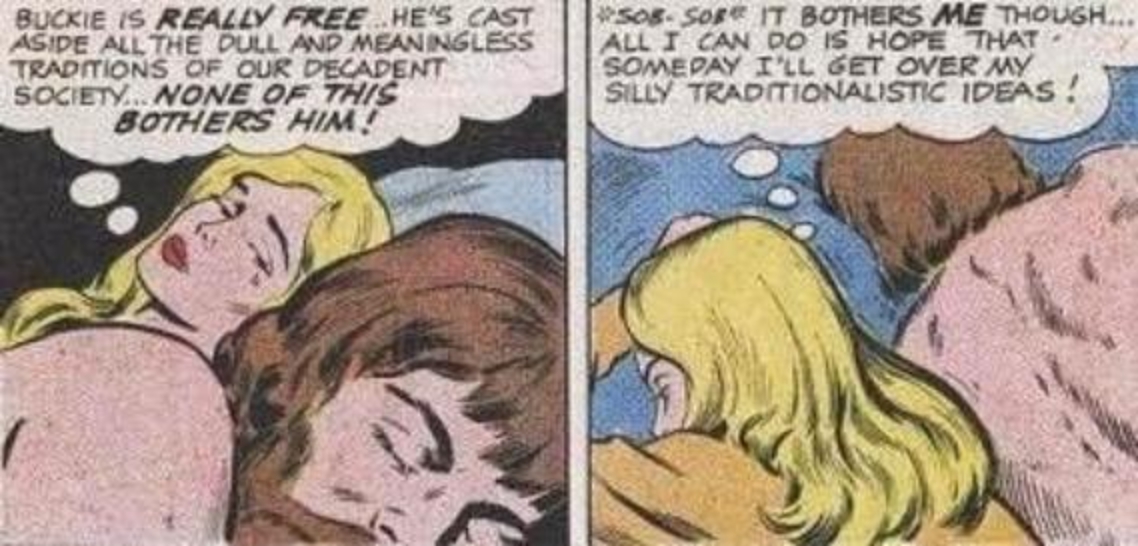 BUCKIE IS REALLY FREE... HE'S CAST
ASIDE ALL THE DULL AND MEANINGLESS
TRADITIONS OF OUR DECADENT
SOCIETY... NONE OF THIS
BOTHERS HIM!
*SOB-SOB* IT BOTHERS ME THOUGH...
ALL I CAN DO IS HOPE THAT
SOMEDAY I'LL GET OVER MY
SILLY TRADITIONALISTIC IDEAS!